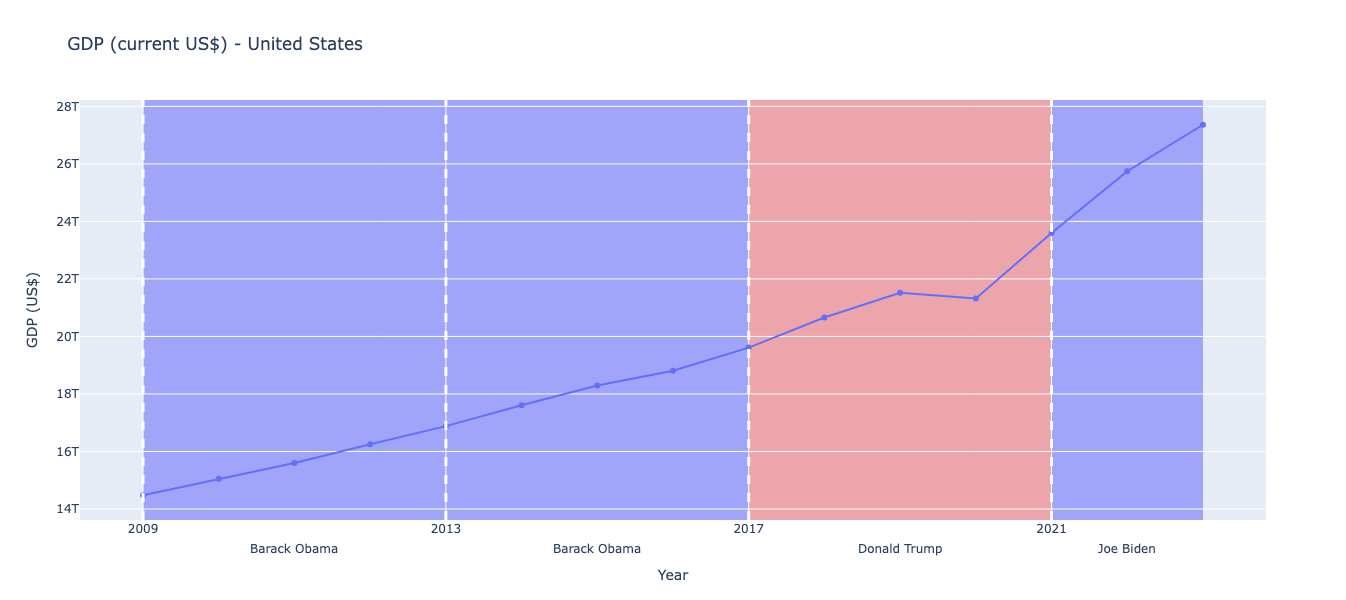 GDP (current US$) - United States
28T
26T
24T
22T
20T
18T
16T
14T
GDP (US$)
2009 2013 2017 2021
Barack Obama Barack Obama Donald Trump Joe Biden
Year